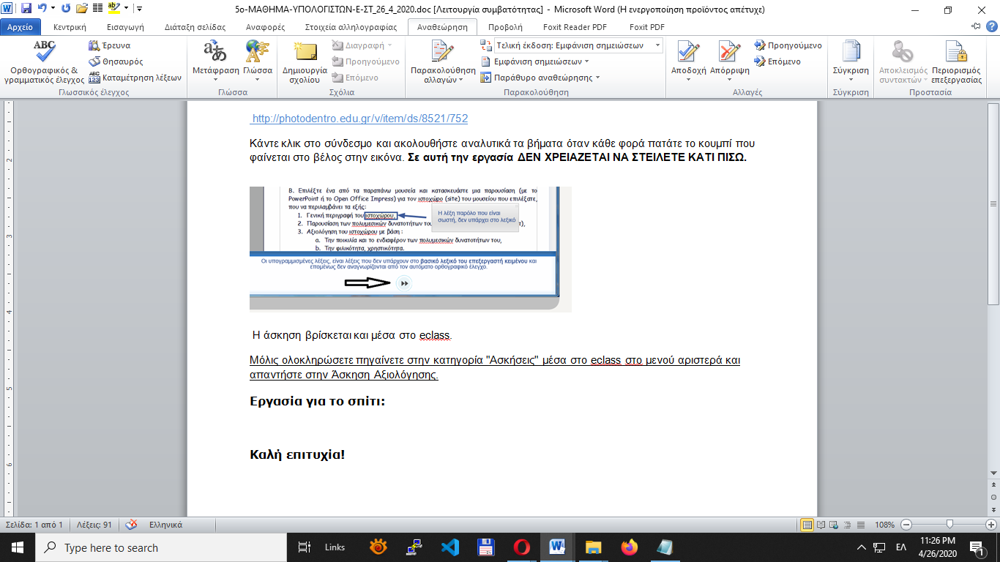 5ο-ΜΑΘΗΜΑ-ΥΠΟΛΟΓΙΣΤΩΝ-Ε-ΣΤ_26_4_2020.doc [Λειτουργία συμβατότητας] - Microsoft Word (Η ενεργοποίηση προϊόντος απέτυχε)
Αρχείο Κεντρική Εισαγωγή Διάταξη σελίδας Αναφορές Στοιχεία αλληλογραφίας Αναθεώρηση Προβολή Foxit Reader PDF Foxit PDF
ABC
Ορθογραφικός &
γραμματικός έλεγχος
Έρευνα
Θησαυρός
ABC 123 Καταμέτρηση λέξεων
Γλωσσικός έλεγχος
Μετάφραση
Γλώσσα
Γλώσσα
Δημιουργία
σχολίου
Διαγραφή
Προηγούμενο
Επόμενο
Σχόλια
Παρακολούθηση
αλλαγών
Τελική έκδοση: Εμφάνιση σημειώσεων
Εμφάνιση σημειώσεων
Παράθυρο αναθεώρησης
Παρακολούθηση
Αποδοχή
Απόρριψη
Προηγούμενο
Επόμενο
Αλλαγές
Σύγκριση
Σύγκριση
Αποκλεισμός
συντακτών
Περιορισμός
επεξεργασίας
Προστασία
http://photodentro.edu.gr/v/item/ds/8521/752
Κάντε κλικ στο σύνδεσμο και ακολουθήστε αναλυτικά τα βήματα όταν κάθε φορά πατάτε το κουμπί που
φαίνεται στο βέλος στην εικόνα. Σε αυτή την εργασία ΔΕΝ ΧΡΕΙΑΖΕΤΑΙ ΝΑ ΣΤΕΙΛΕΤΕ ΚΑΤΙ ΠΙΣΩ.
Β. Επιλέξτε ένα από τα παραπάνω μουσεία και κατασκευάστε μια παρουσίαση (με το
PowerPoint ή το Open Office Impress) για τον ιστοχώρο (site) του μουσείου που επιλέξατε,
που να περιλαμβάνει τα εξής:
1. Γενική περιγραφή του ιστοχώρου,
2. Παρουσίαση των πολυμεσικών δυνατοτήτων του
Η λέξη παρόλο που είναι
σωστή, δεν υπάρχει στο λεξικό
3. Αξιολόγηση του ιστοχώρου με βάση :
a. Την ποικιλία και το ενδιαφέρον των πολυμεσικών δυνατοτήτων του,
b. Την φιλικότητα, χρηστικότητα.
Οι υπογραμμισμένες λέξεις, είναι λέξεις που δεν υπάρχουν στο βασικό λεξικό του επεξεργαστή κειμένου και
επομένως δεν αναγνωρίζονται από τον αυτόματο ορθογραφικό έλεγχο.
Η άσκηση βρίσκεται και μέσα στο eclass.
Μόλις ολοκληρώσετε πηγαίνετε στην κατηγορία "Ασκήσεις" μέσα στο eclass στο μενού αριστερά και
απαντήστε στην Άσκηση Αξιολόγησης.
Εργασία για το σπίτι:
Καλή επιτυχία!
2
3
4
5
6
Σελίδα: 1 από 1 Λέξεις: 91 Ελληνικά 108%
Type here to search Links ΕΛ 11:26 PM
4/26/2020 1